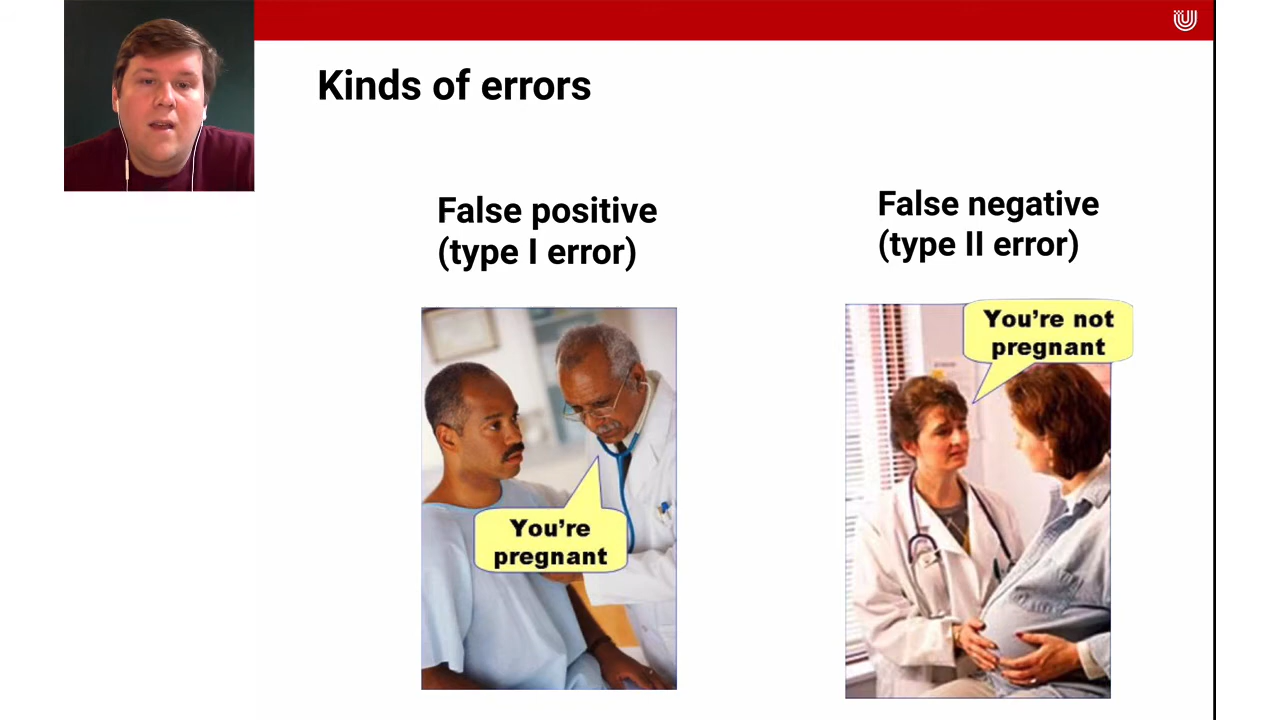 Kinds of errors
False positive
(type I error)
False negative
(type II error)
You're
pregnant
You're not
pregnant